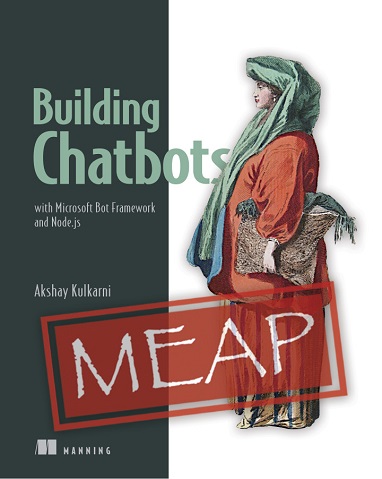 Building
Chatbots
with Microsoft Bot Framework
and Node.js
Akshay Kulkarni
MEAP
MANNING